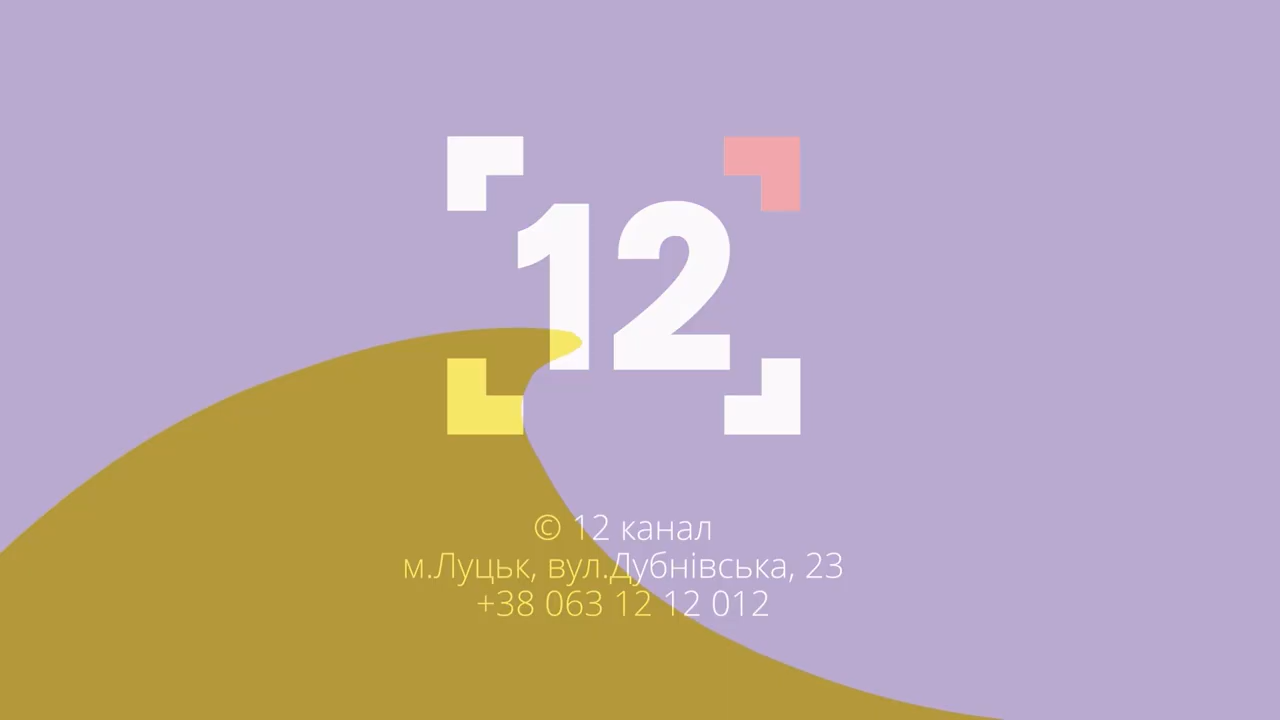 12
© 12 канал
м.Луцьк, вул.Дубнівська, 23
+38 063 12 12 012